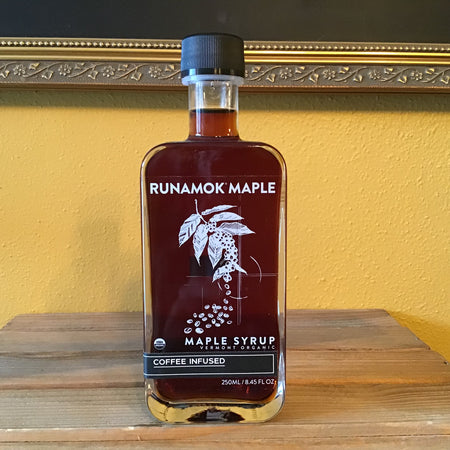 RUNAMOK MAPLE
MAPLE SYRUP
VERMONT ORGANIC
COFFEE INFUSED
250ML / 8.45 FL OZ